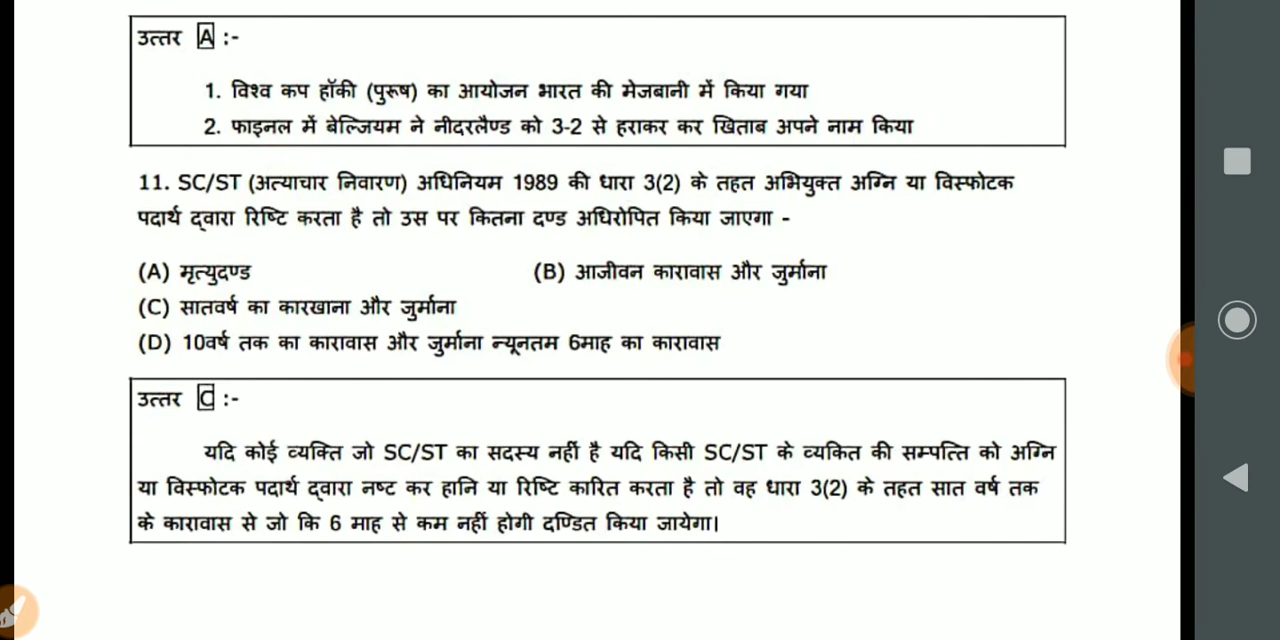 उत्तर A :-
1. विश्व कप हॉकी (पुरूष) का आयोजन भारत की मेजबानी में किया गया
2. फाइनल में बेल्जियम ने नीदरलैण्ड को 3-2 से हराकर कर खिताब अपने नाम किया
11. SC/ST (अत्याचार निवारण) अधिनियम 1989 की धारा 3(2) के तहत अभियुक्त अग्नि या विस्फोटक
पदार्थ द्वारा रिष्टि करता है तो उस पर कितना दण्ड अधिरोपित किया जाएगा -
(A) मृत्युदण्ड (B) आजीवन कारावास और जुर्माना
(C) सातवर्ष का कारखाना और जुर्माना
(D) 10वर्ष तक का कारावास और जुर्माना न्यूनतम 6माह का कारावास
उत्तर C :-
यदि कोई व्यक्ति जो SC/ST का सदस्य नहीं है यदि किसी SC/ST के व्यकित की सम्पत्ति को अग्नि
या विस्फोटक पदार्थ द्वारा नष्ट कर हानि या रिष्टि कारित करता है तो वह धारा 3(2) के तहत सात वर्ष तक
के कारावास से जो कि 6 माह से कम नहीं होगी दण्डित किया जायेगा।